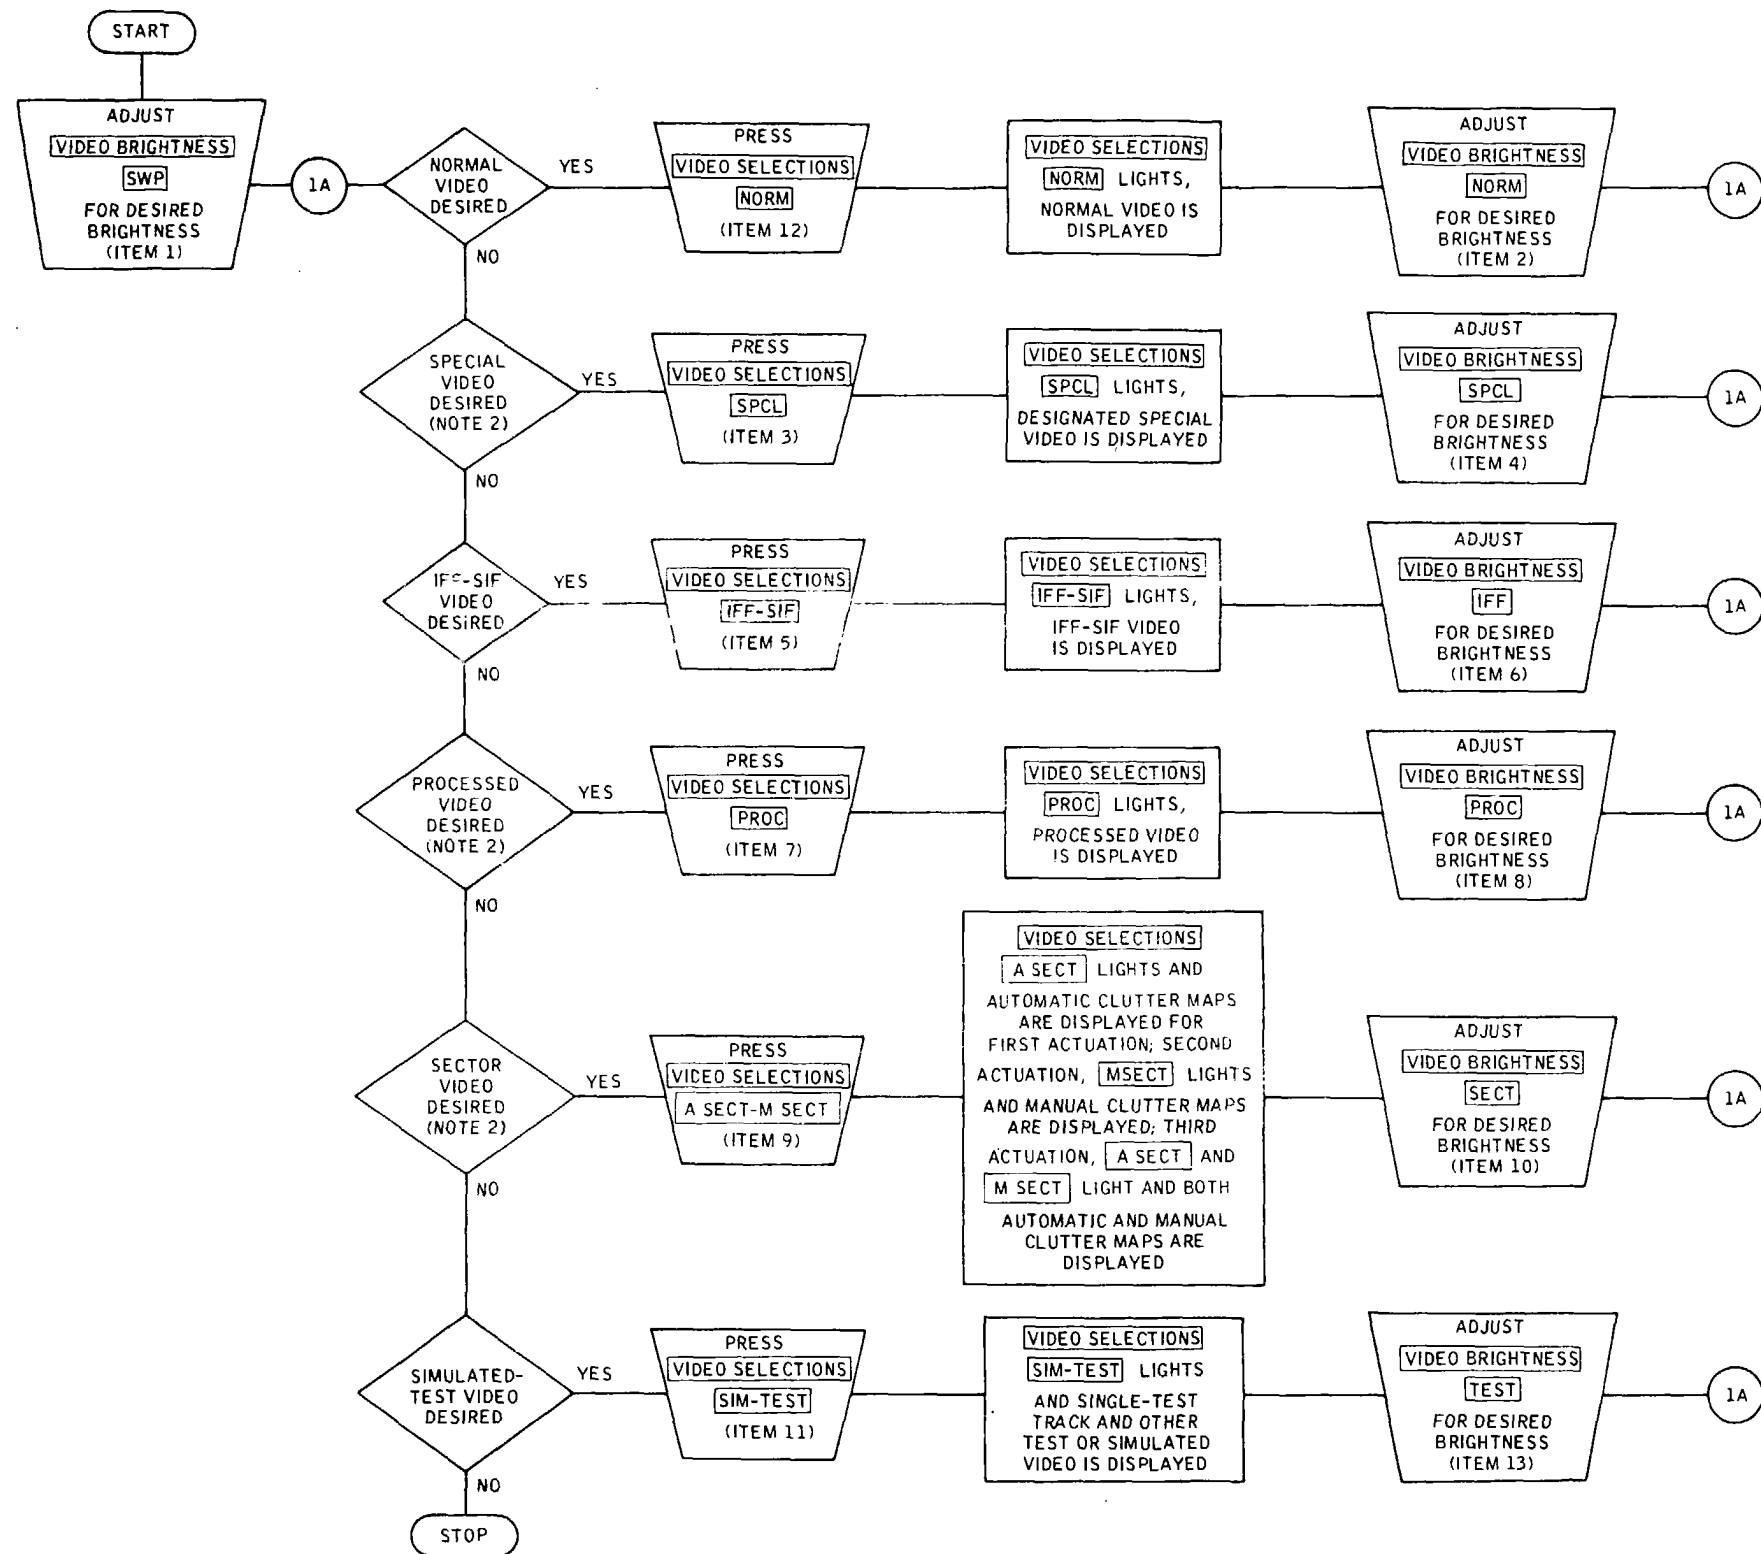 START
ADJUST
VIDEO BRIGHTNESS
SWP
FOR DESIRED
BRIGHTNESS
(ITEM 1)
1A
NORMAL
VIDEO
DESIRED
YES
NO
PRESS
VIDEO SELECTIONS
NORM
(ITEM 12)
VIDEO SELECTIONS
NORM LIGHTS,
NORMAL VIDEO IS
DISPLAYED
ADJUST
VIDEO BRIGHTNESS
NORM
FOR DESIRED
BRIGHTNESS
(ITEM 2)
1A
SPECIAL
VIDEO
DESIRED
(NOTE 2)
YES
NO
PRESS
VIDEO SELECTIONS
SPCL
(ITEM 3)
VIDEO SELECTIONS
SPCL LIGHTS,
DESIGNATED SPECIAL
VIDEO IS DISPLAYED
ADJUST
VIDEO BRIGHTNESS
SPCL
FOR DESIRED
BRIGHTNESS
(ITEM 4)
1A
IFF-SIF
VIDEO
DESIRED
YES
NO
PRESS
VIDEO SELECTIONS
IFF-SIF
(ITEM 5)
VIDEO SELECTIONS
IFF-SIF LIGHTS,
IFF-SIF VIDEO
IS DISPLAYED
ADJUST
VIDEO BRIGHTNESS
IFF
FOR DESIRED
BRIGHTNESS
(ITEM 6)
1A
PROCESSED
VIDEO
DESIRED
(NOTE 2)
YES
NO
PRESS
VIDEO SELECTIONS
PROC
(ITEM 7)
VIDEO SELECTIONS
PROC LIGHTS,
PROCESSED VIDEO
IS DISPLAYED
ADJUST
VIDEO BRIGHTNESS
PROC
FOR DESIRED
BRIGHTNESS
(ITEM 8)
1A
SECTOR
VIDEO
DESIRED
(NOTE 2)
YES
NO
PRESS
VIDEO SELECTIONS
A SECT-M SECT
(ITEM 9)
VIDEO SELECTIONS
A SECT LIGHTS AND
AUTOMATIC CLUTTER MAPS
ARE DISPLAYED FOR
FIRST ACTUATION; SECOND
ACTUATION, MSECT LIGHTS
AND MANUAL CLUTTER MAPS
ARE DISPLAYED; THIRD
ACTUATION, A SECT AND
M SECT LIGHT AND BOTH
AUTOMATIC AND MANUAL
CLUTTER MAPS ARE
DISPLAYED
ADJUST
VIDEO BRIGHTNESS
SECT
FOR DESIRED
BRIGHTNESS
(ITEM 10)
1A
SIMULATED-
TEST VIDEO
DESIRED
YES
NO
PRESS
VIDEO SELECTIONS
SIM-TEST
(ITEM 11)
VIDEO SELECTIONS
SIM-TEST LIGHTS
AND SINGLE-TEST
TRACK AND OTHER
TEST OR SIMULATED
VIDEO IS DISPLAYED
ADJUST
VIDEO BRIGHTNESS
TEST
FOR DESIRED
BRIGHTNESS
(ITEM 13)
1A
STOP